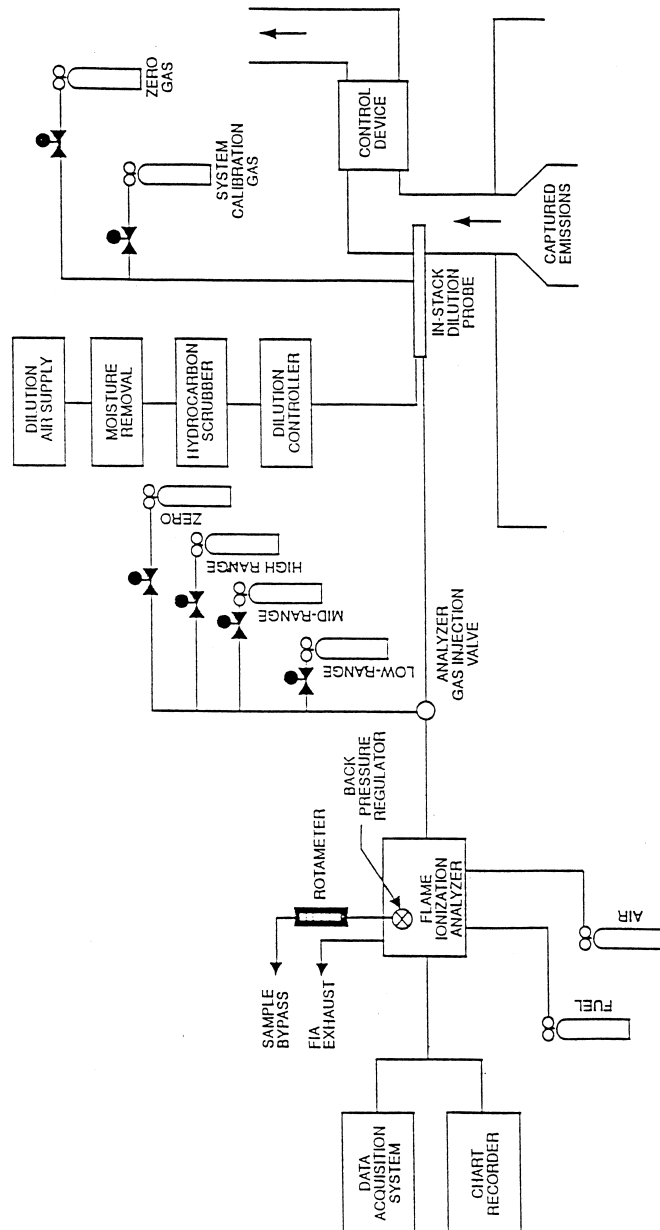 ZERO
GAS
SYSTEM
CALIBRATION
GAS
CONTROL
DEVICE
CAPTURED
EMISSIONS
IN-STACK
DILUTION
PROBE
DILUTION
AIR SUPPLY
MOISTURE
REMOVAL
HYDROCARBON
SCRUBBER
DILUTION
CONTROLLER
ZERO
HIGH RANGE
MID-RANGE
LOW-RANGE
ANALYZER
GAS INJECTION
VALVE
BACK
PRESSURE
REGULATOR
ROTAMETER
SAMPLE
BYPASS
FIA
EXHAUST
FLAME
IONIZATION
ANALYZER
AIR
FUEL
DATA
ACQUISITION
SYSTEM
CHART
RECORDER